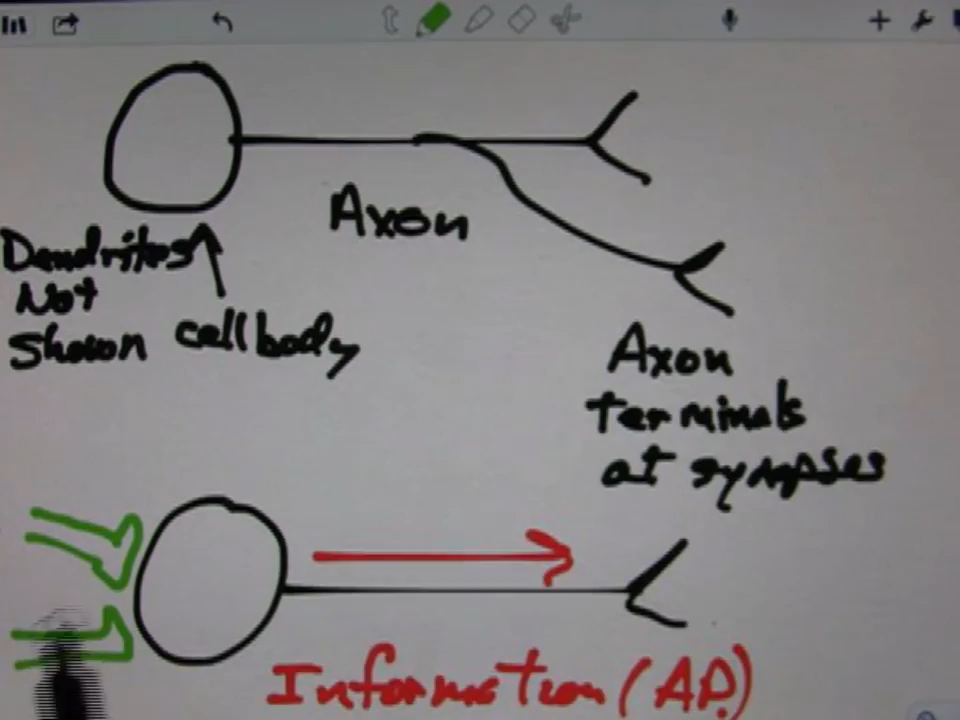 Axon
Dendrites
Not
Shown
cell body
Axon
terminals
at synapses
Information (AP.)